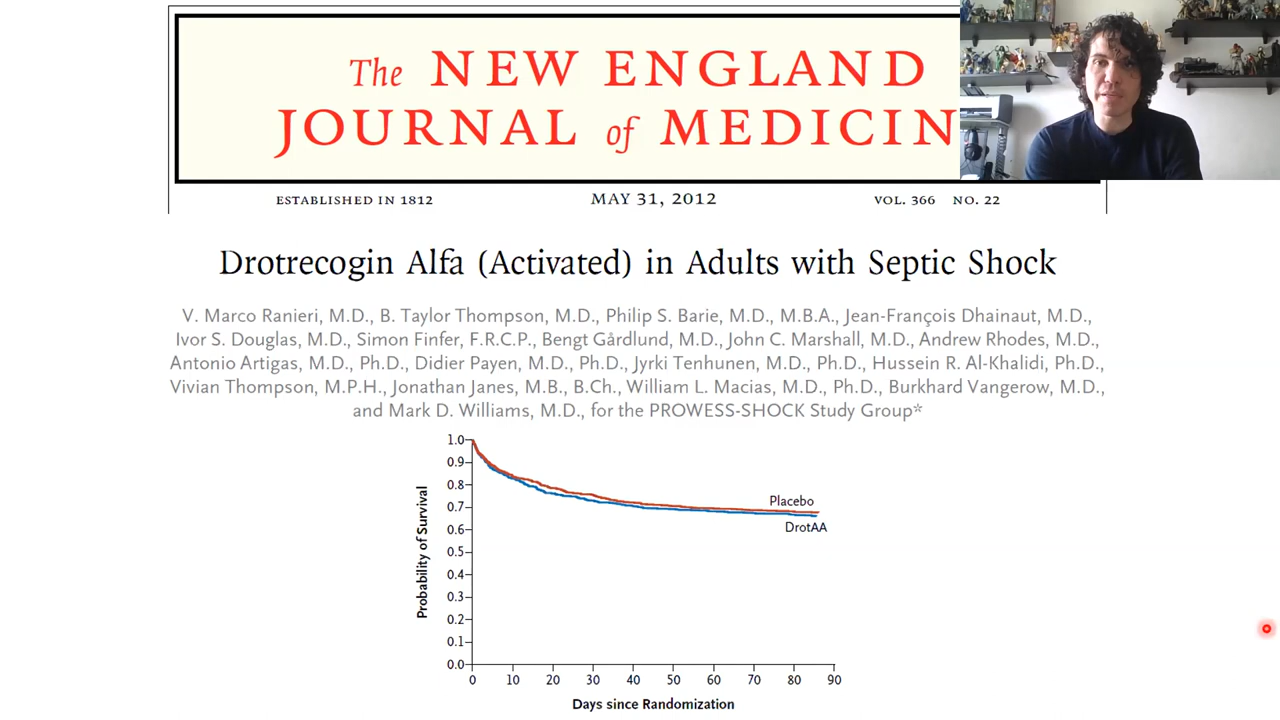 The NEW ENGLAND
JOURNAL of MEDICIN
ESTABLISHED IN 1812 MAY 31, 2012 VOL. 366 NO. 22
Drotrecogin Alfa (Activated) in Adults with Septic Shock
V. Marco Ranieri, M.D., B. Taylor Thompson, M.D., Philip S. Barie, M.D., M.B.A., Jean-François Dhainaut, M.D.,
Ivor S. Douglas, M.D., Simon Finfer, F.R.C.P., Bengt Gårdlund, M.D., John C. Marshall, M.D., Andrew Rhodes, M.D.,
Antonio Artigas, M.D., Ph.D., Didier Payen, M.D., Ph.D., Jyrki Tenhunen, M.D., Ph.D., Hussein R. Al-Khalidi, Ph.D.,
Vivian Thompson, M.P.H., Jonathan Janes, M.B., B.Ch., William L. Macias, M.D., Ph.D., Burkhard Vangerow, M.D.,
and Mark D. Williams, M.D., for the PROWESS-SHOCK Study Group*
Probability of Survival
1.0
0.9
0.8
0.7
0.6
0.5
0.4
0.3
0.2
0.1
0.0
Placebo
DrotAA
0 10 20 30 40 50 60 70 80 90
Days since Randomization